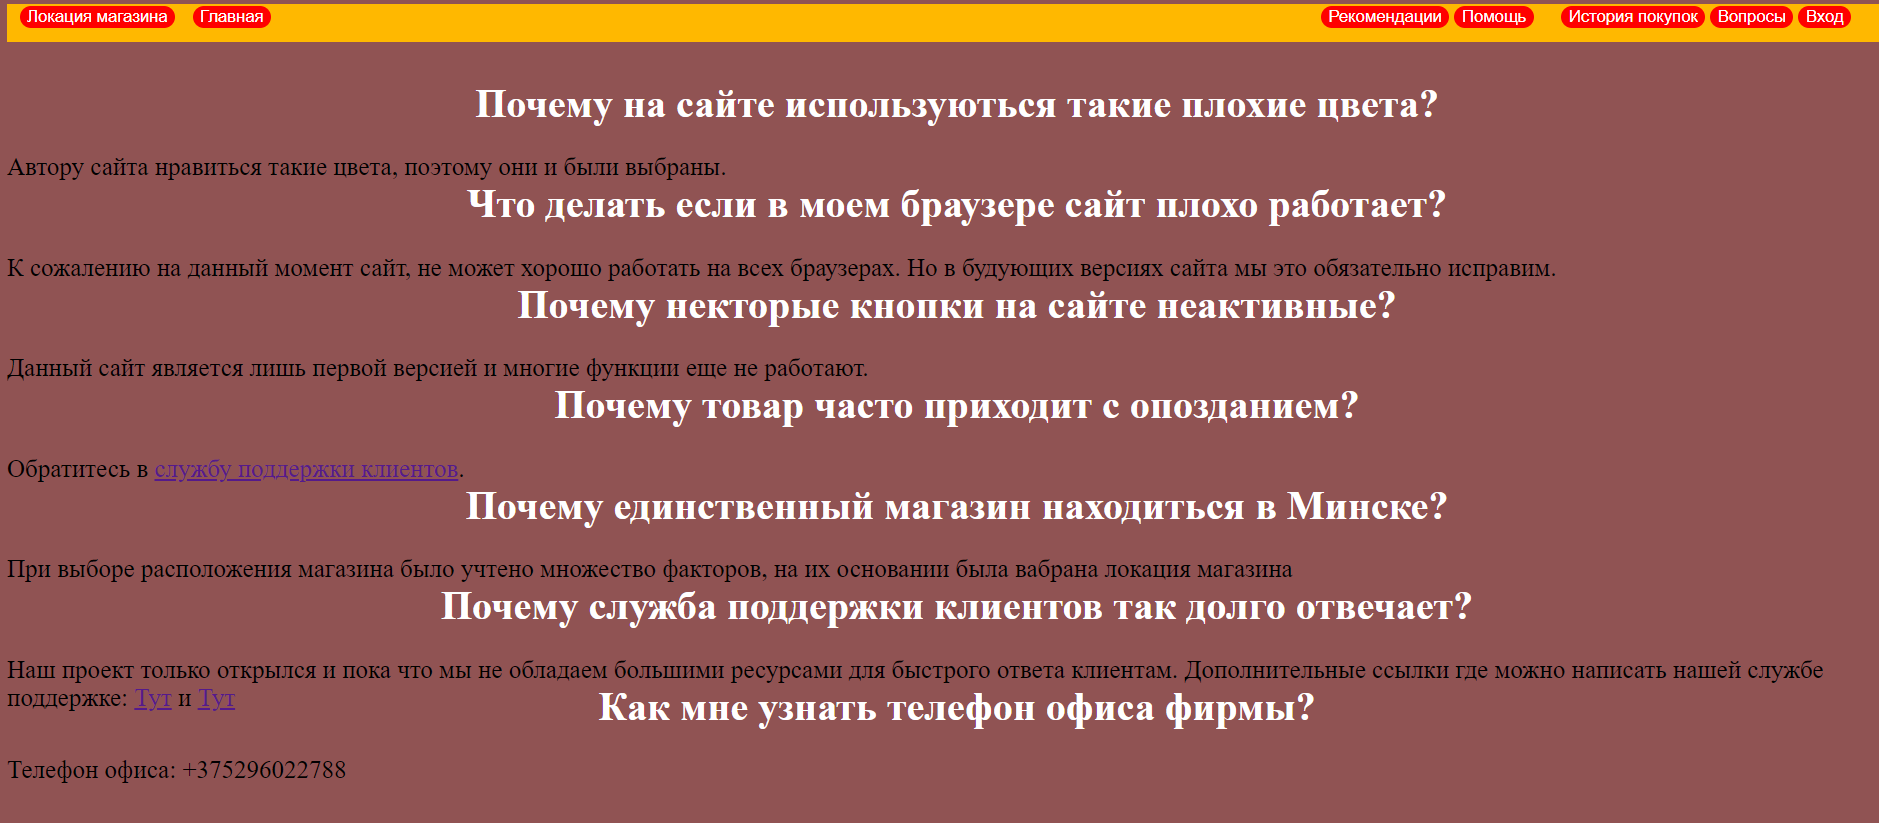 Локация магазина Главная Рекомендации Помощь История покупок Вопросы Вход
Почему на сайте используються такие плохие цвета?
Автору сайта нравиться такие цвета, поэтому они и были выбраны.
Что делать если в моем браузере сайт плохо работает?
К сожалению на данный момент сайт, не может хорошо работать на всех браузерах. Но в будующих версиях сайта мы это обязательно исправим.
Почему некторые кнопки на сайте неактивные?
Данный сайт является лишь первой версией и многие функции еще не работают.
Почему товар часто приходит с опозданием?
Обратитесь в службу поддержки клиентов.
Почему единственный магазин находиться в Минске?
При выборе расположения магазина было учтено множество факторов, на их основании была вабрана локация магазина
Почему служба поддержки клиентов так долго отвечает?
Наш проект только открылся и пока что мы не обладаем большими ресурсами для быстрого ответа клиентам. Дополнительные ссылки где можно написать нашей службе
поддержке: Тут и Тут
Как мне узнать телефон офиса фирмы?
Телефон офиса: +375296022788